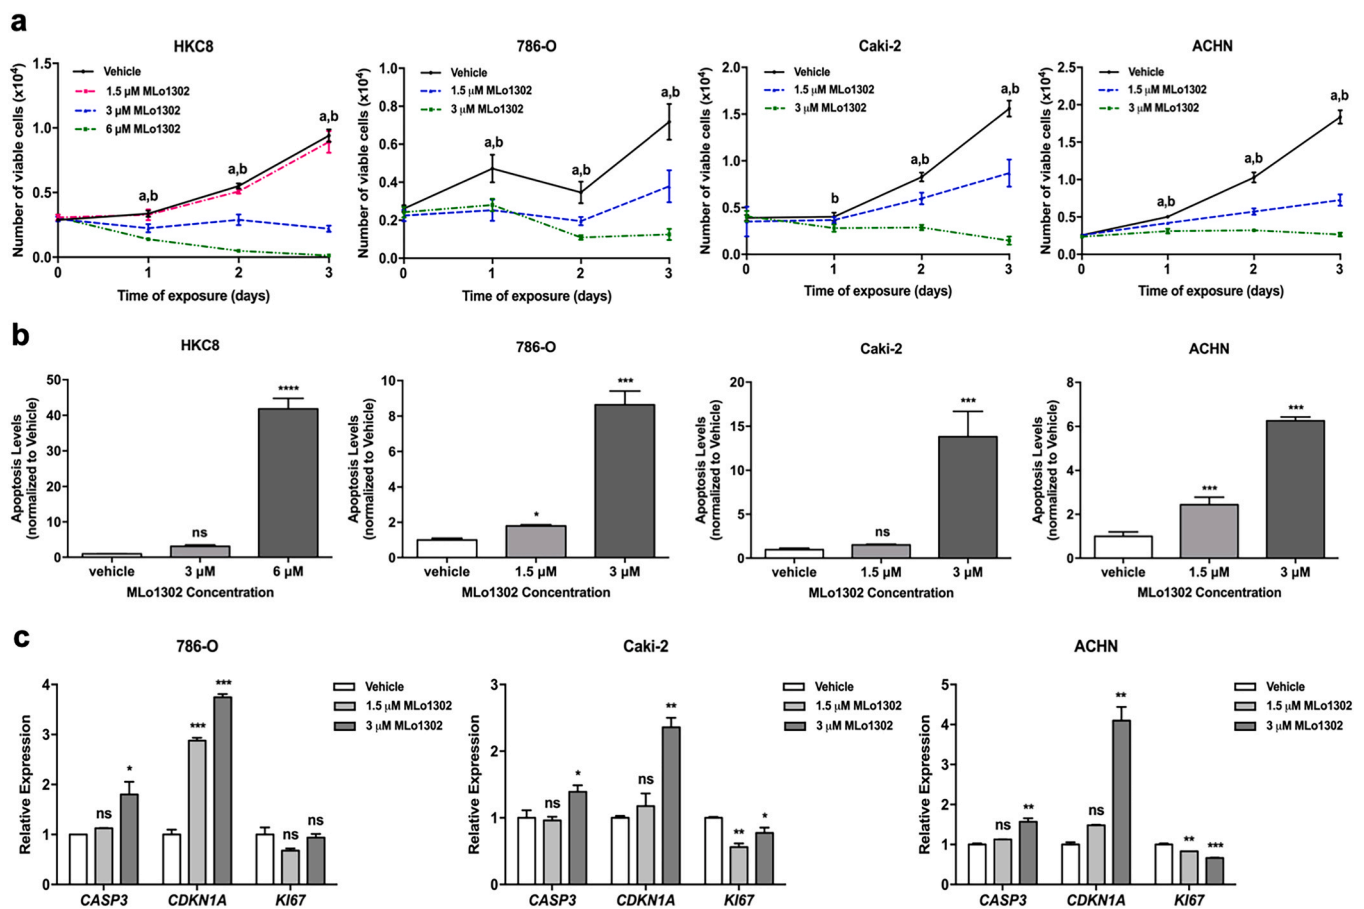 a
HKC8
Number of viable cells (x10⁴)
1.5
1.0
0.5
0.0
Vehicle
1.5 µM MLo1302
3 µM MLo1302
6 µM MLo1302
a,b
a,b
a,b
0 1 2 3
Time of exposure (days)
786-O
Number of viable cells (x10⁴)
1.0
0.8
0.6
0.4
0.2
0.0
Vehicle
1.5 µM MLo1302
3 µM MLo1302
a,b
a,b
a,b
0 1 2 3
Time of exposure (days)
Caki-2
Number of viable cells (x10⁴)
2.0
1.5
1.0
0.5
0.0
Vehicle
1.5 µM MLo1302
3 µM MLo1302
b
a,b
a,b
0 1 2 3
Time of exposure (days)
ACHN
Number of viable cells (x10⁴)
2.5
2.0
1.5
1.0
0.5
0.0
Vehicle
1.5 µM MLo1302
3 µM MLo1302
a,b
a,b
a,b
0 1 2 3
Time of exposure (days)
b
HKC8
Apoptosis Levels
(normalized to Vehicle)
50
40
30
20
10
0
ns
****
vehicle 3 µM 6 µM
MLo1302 Concentration
786-O
Apoptosis Levels
(normalized to Vehicle)
10
8
6
4
2
0
*
***
vehicle 1.5 µM 3 µM
MLo1302 Concentration
Caki-2
Apoptosis Levels
(normalized to Vehicle)
20
15
10
5
0
ns
***
vehicle 1.5 µM 3 µM
MLo1302 Concentration
ACHN
Apoptosis Levels
(normalized to Vehicle)
8
6
4
2
0
***
***
vehicle 1.5 µM 3 µM
MLo1302 Concentration
c
786-O
Relative Expression
4
3
2
1
0
ns * *** *** ns ns
CASP3 CDKN1A KI67
Vehicle
1.5 µM MLo1302
3 µM MLo1302
Caki-2
Relative Expression
3
2
1
0
ns * ns ** ** *
CASP3 CDKN1A KI67
Vehicle
1.5 µM MLo1302
3 µM MLo1302
ACHN
Relative Expression
5
4
3
2
1
0
ns ** ns ** ** ***
CASP3 CDKN1A KI67
Vehicle
1.5 µM MLo1302
3 µM MLo1302